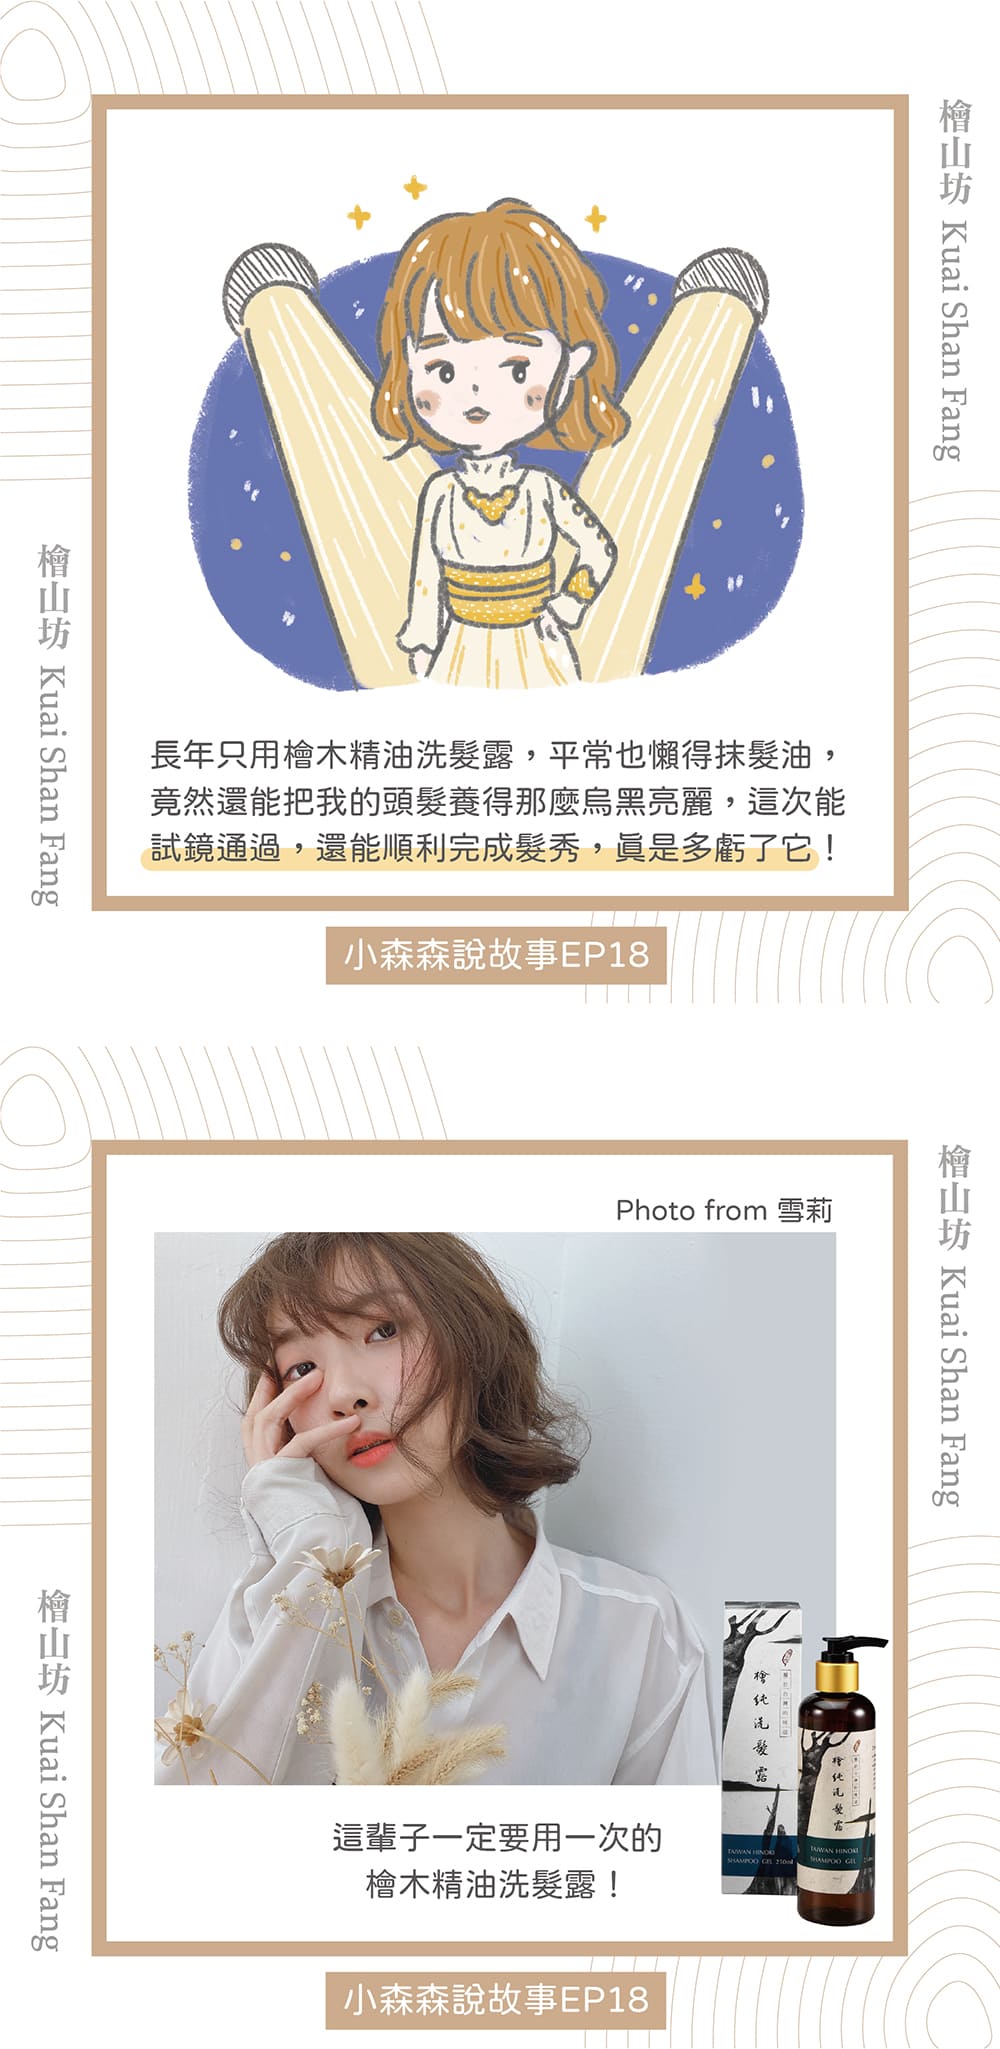 檜山坊 Kuai Shan Fang
檜山坊 Kuai Shan Fang
長年只用檜木精油洗髮露，平常也懶得抹髮油，
竟然還能把我的頭髮養得那麼烏黑亮麗，這次能
試鏡通過，還能順利完成髮秀，真是多虧了它！
小森森說故事EP18
檜山坊 Kuai Shan Fang
Photo from 雪莉
檜純洗髮露
TAIWAN HINOKI
SHAMPOO GEL 250ml
檜純洗髮露
TAIWAN HINOKI
SHAMPOO GEL
檜山坊 Kuai Shan Fang
這輩子一定要用一次的
檜木精油洗髮露！
小森森說故事EP18